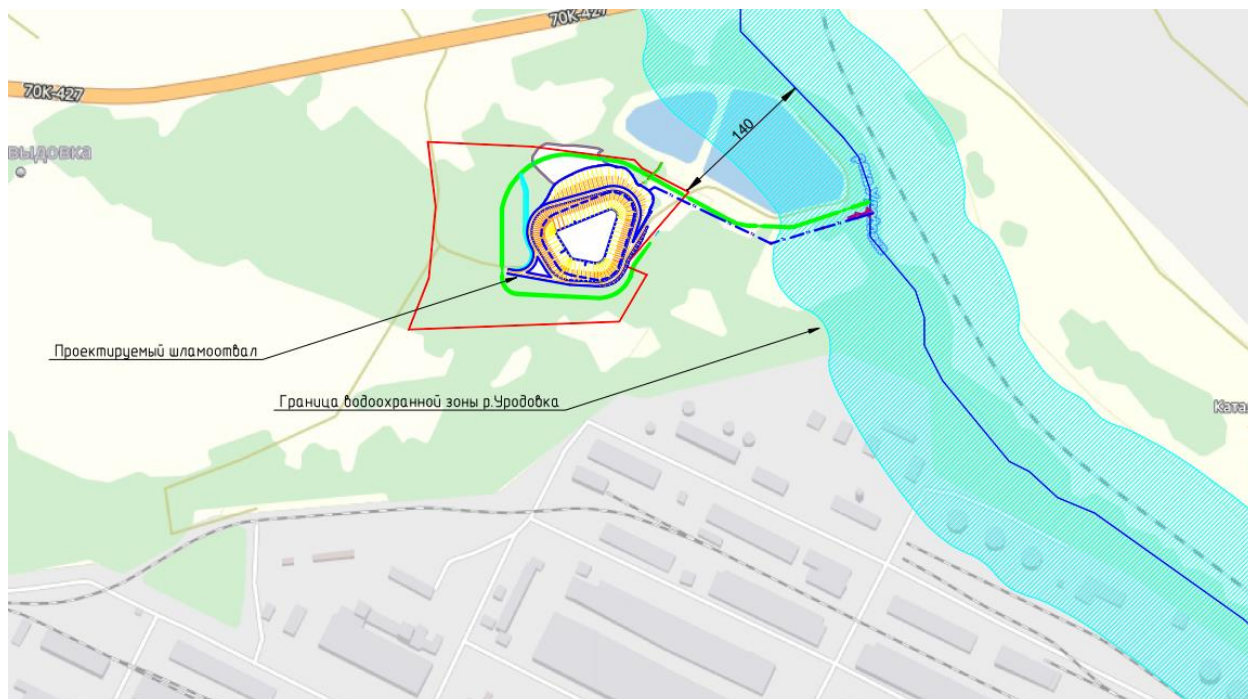 70К-427
70К-427
выдовка
140
Проектируемый шламоотвал
Граница водоохранной зоны р.Уродовка
Ката